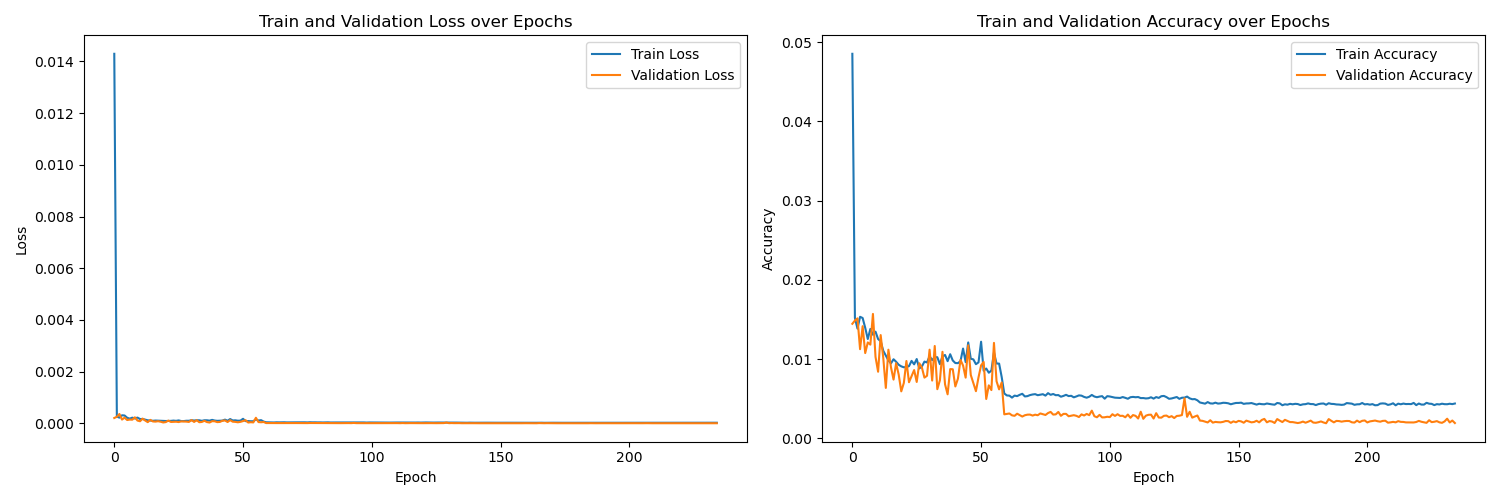 Train and Validation Loss over Epochs
Train Loss
Validation Loss
0.014
0.012
0.010
0.008
0.006
0.004
0.002
0.000
Loss
0
50
100
150
200
Epoch
Train and Validation Accuracy over Epochs
Train Accuracy
Validation Accuracy
0.05
0.04
0.03
0.02
0.01
0.00
Accuracy
0
50
100
150
200
Epoch